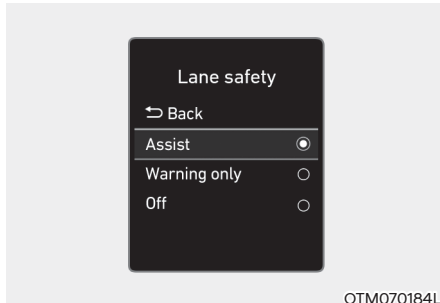 Lane safety
Back
Assist
Warning only
Off
OTM070184L